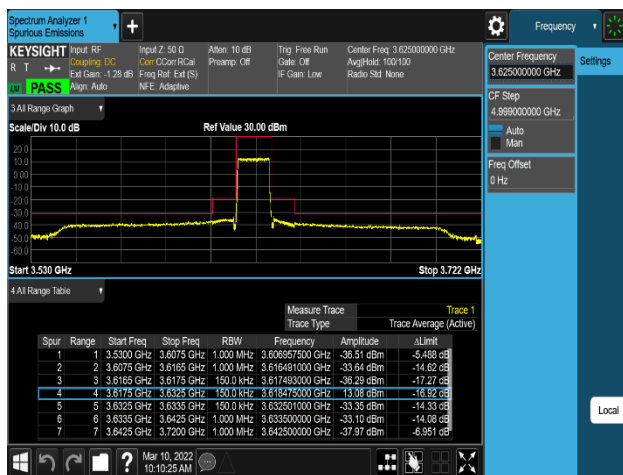 Spectrum Analyzer 1
Spurious Emissions
Frequency
KEYSIGHT
R T
LV PASS
Input: RF
Coupling: DC
Ext Gain: -1.28 dB
Align: Auto
Input Z: 50 Ω
Corr CCorr RCal
Freq Ref: Ext (S)
NFE: Adaptive
Atten: 10 dB
Preamp: Off
Trig: Free Run
Gate: Off
IF Gain: Low
Center Freq: 3.625000000 GHz
Avg|Hold: 100/100
Radio Std: None
Center Frequency
3.625000000 GHz
Settings
CF Step
4.999000000 GHz
Auto
Man
Freq Offset
0 Hz
3 All Range Graph
Scale/Div 10.0 dB
Ref Value 30.00 dBm
20.0
10.0
0.00
-10.0
-20.0
-30.0
-40.0
-50.0
-60.0
Start 3.530 GHz
Stop 3.722 GHz
4 All Range Table
Measure Trace Trace 1
Trace Type Trace Average (Active)
Spur Range Start Freq Stop Freq RBW Frequency Amplitude ΔLimit
1 1 3.5300 GHz 3.6075 GHz 1.000 MHz 3.606957500 GHz -36.51 dBm -5.488 dB
2 2 3.6075 GHz 3.6165 GHz 1.000 MHz 3.616491000 GHz -33.64 dBm -14.62 dB
3 3 3.6165 GHz 3.6175 GHz 150.0 kHz 3.617493000 GHz -36.29 dBm -17.27 dB
4 4 3.6175 GHz 3.6325 GHz 150.0 kHz 3.618475000 GHz 13.08 dBm -16.92 dB
5 5 3.6325 GHz 3.6335 GHz 150.0 kHz 3.632501000 GHz -33.35 dBm -14.33 dB
6 6 3.6335 GHz 3.6425 GHz 1.000 MHz 3.633500000 GHz -33.10 dBm -14.08 dB
7 7 3.6425 GHz 3.7200 GHz 1.000 MHz 3.642500000 GHz -37.97 dBm -6.951 dB
Local
Mar 10, 2022
10:10:25 AM